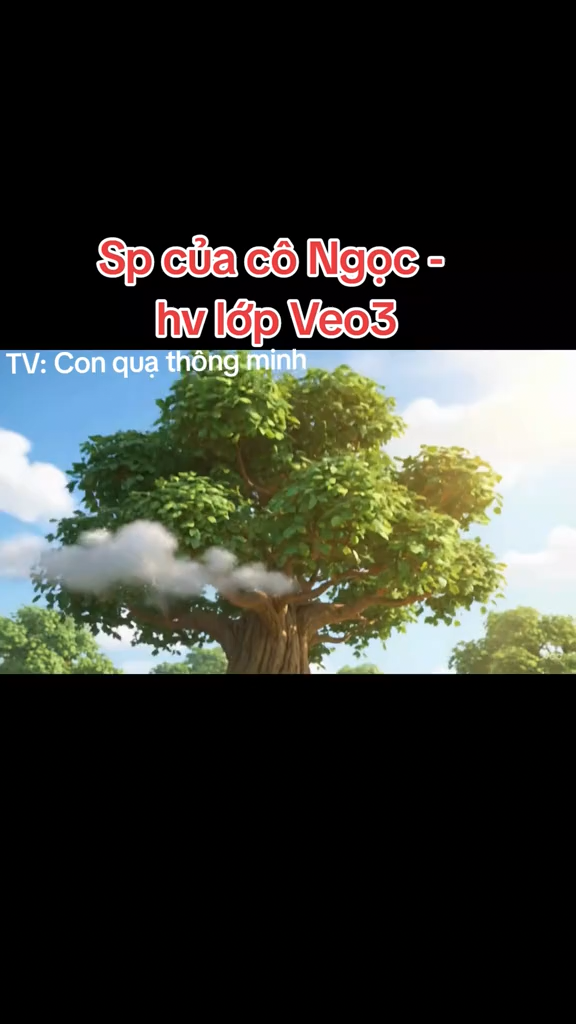 Sp của cô Ngọc -
hv lớp Veo3
TV: Con quạ thông minh